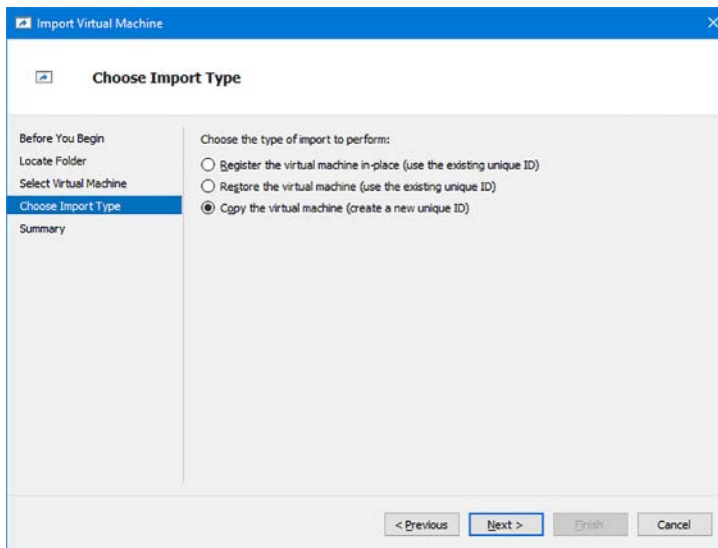 Import Virtual Machine
Choose Import Type
Before You Begin
Locate Folder
Select Virtual Machine
Choose Import Type
Summary
Choose the type of import to perform:
Register the virtual machine in-place (use the existing unique ID)
Restore the virtual machine (use the existing unique ID)
Copy the virtual machine (create a new unique ID)
< Previous
Next >
Finish
Cancel